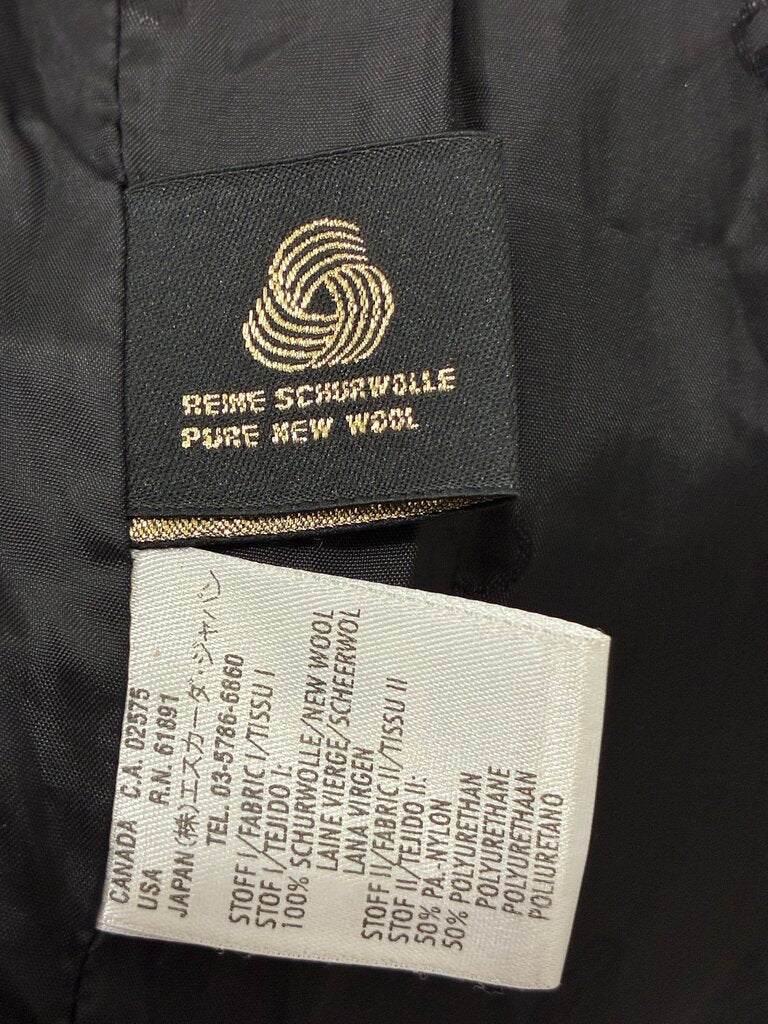 REINE SCHURWOLLE
PURE NEW WOOL
CANADA C.A. 02575
USA R.N. 61891
JAPAN (株)エスカーダ・ジャパン
TEL. 03-5786-6860
STOFF I/FABRIC I/TISSU I
STOF I/TEJIDO I:
100% SCHURWOLLE/NEW WOOL
LAINE VIERGE/SCHEERWOL
LANA VIRGEN
STOFF II/FABRIC II/TISSU II
STOF II/TEJIDO II:
50% PA.-NYLON
50% POLYURETHAN
POLYURETHANE
POLYURETHAAN
POLIURETANO